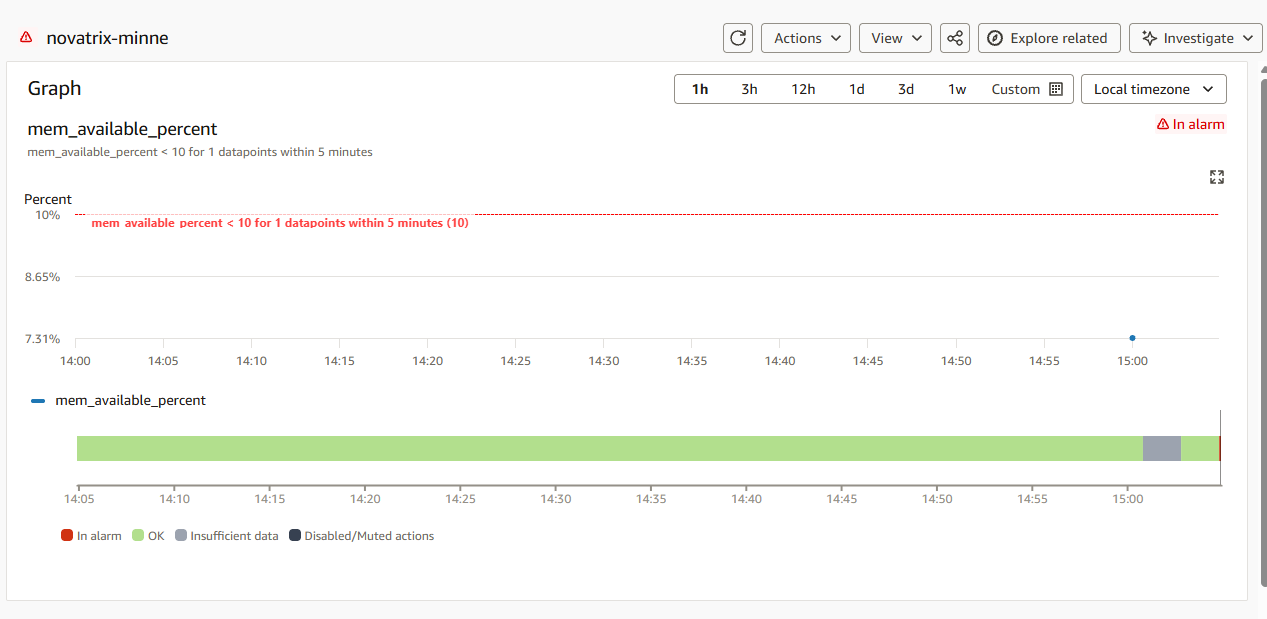 novatrix-minne
Actions
View
Explore related
Investigate
Graph
1h 3h 12h 1d 3d 1w Custom
Local timezone
mem_available_percent
In alarm
mem_available_percent < 10 for 1 datapoints within 5 minutes
Percent
10%
mem_available_percent < 10 for 1 datapoints within 5 minutes (10)
8.65%
7.31%
14:00 14:05 14:10 14:15 14:20 14:25 14:30 14:35 14:40 14:45 14:50 14:55 15:00
mem_available_percent
14:05 14:10 14:15 14:20 14:25 14:30 14:35 14:40 14:45 14:50 14:55 15:00
In alarm OK Insufficient data Disabled/Muted actions